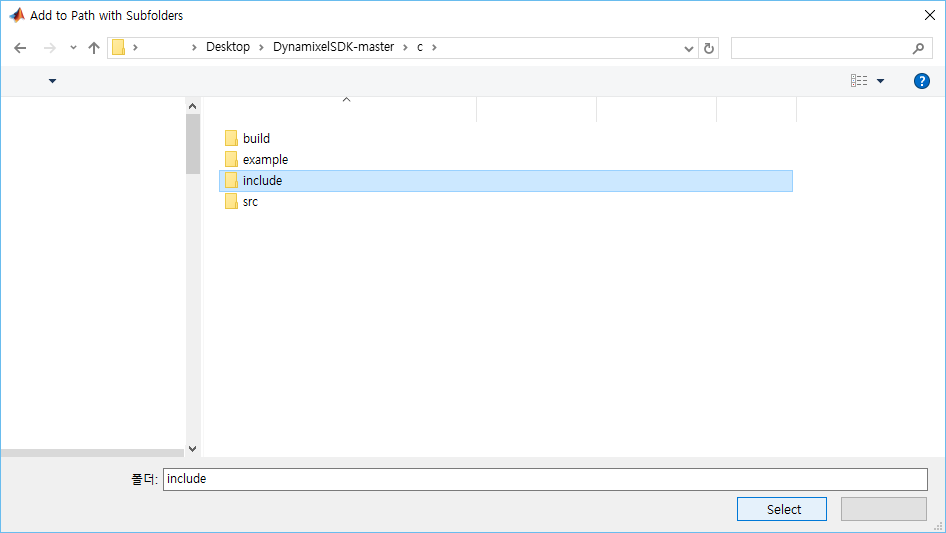 Add to Path with Subfolders
Desktop > DynamixelSDK-master > c >
?
build
example
include
src
폴더: include
Select